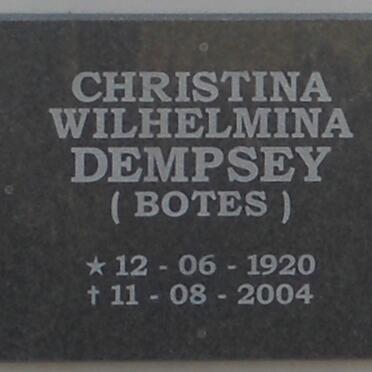 CHRISTINA
WILHELMINA
DEMPSEY
( BOTES )
★ 12 - 06 - 1920
† 11 - 08 - 2004